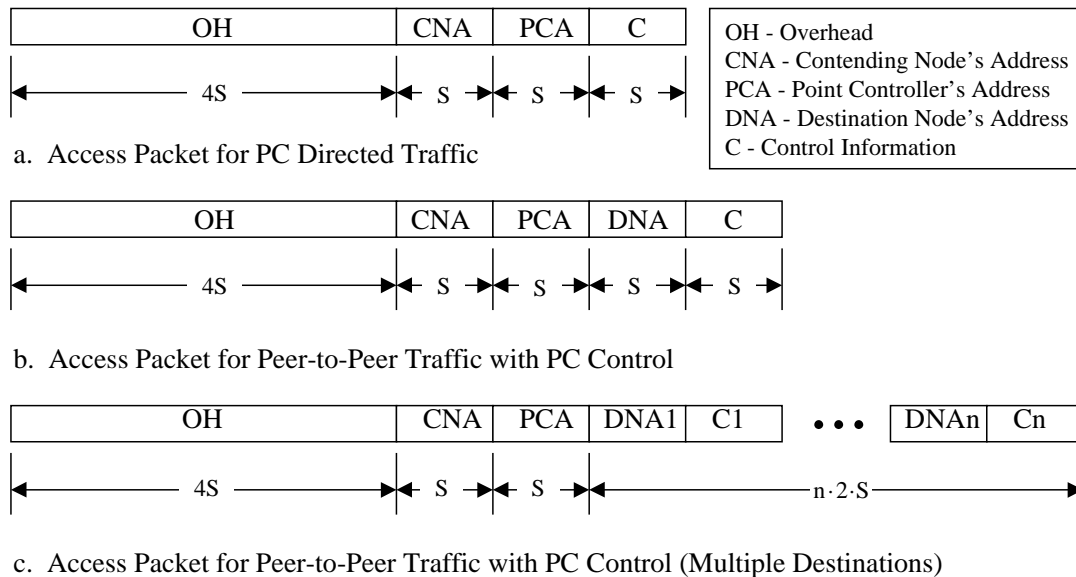 OH CNA PCA C
4S S S S
a. Access Packet for PC Directed Traffic
OH - Overhead
CNA - Contending Node's Address
PCA - Point Controller's Address
DNA - Destination Node's Address
C - Control Information
OH CNA PCA DNA C
4S S S S S
b. Access Packet for Peer-to-Peer Traffic with PC Control
OH CNA PCA DNA1 C1 ••• DNAn Cn
4S S S n·2·S
c. Access Packet for Peer-to-Peer Traffic with PC Control (Multiple Destinations)